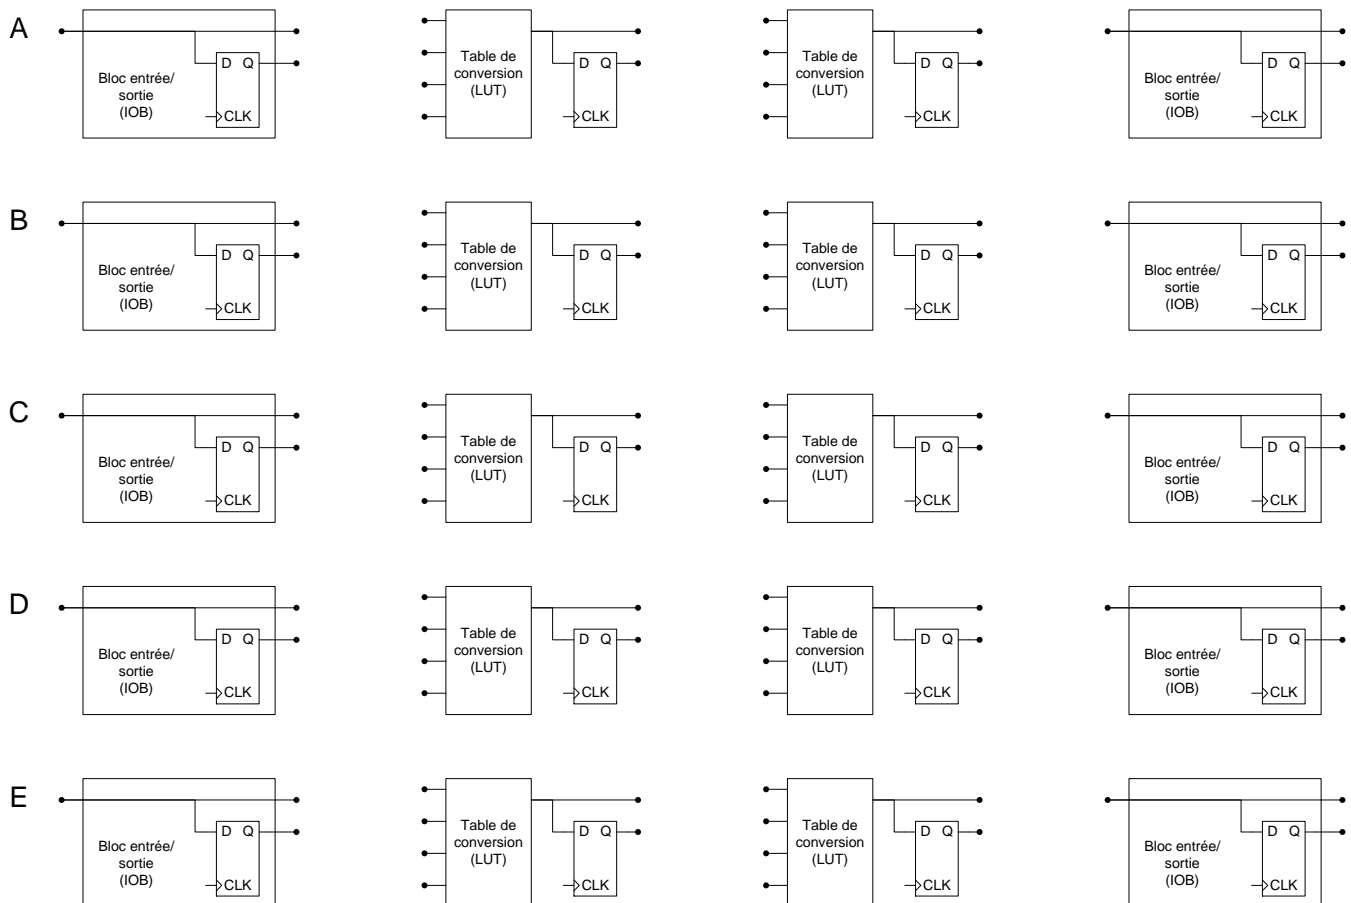 A
Bloc entrée/
sortie
(IOB)
D Q
CLK
Table de
conversion
(LUT)
D Q
CLK
Table de
conversion
(LUT)
D Q
CLK
Bloc entrée/
sortie
(IOB)
D Q
CLK
B
Bloc entrée/
sortie
(IOB)
D Q
CLK
Table de
conversion
(LUT)
D Q
CLK
Table de
conversion
(LUT)
D Q
CLK
Bloc entrée/
sortie
(IOB)
D Q
CLK
C
Bloc entrée/
sortie
(IOB)
D Q
CLK
Table de
conversion
(LUT)
D Q
CLK
Table de
conversion
(LUT)
D Q
CLK
Bloc entrée/
sortie
(IOB)
D Q
CLK
D
Bloc entrée/
sortie
(IOB)
D Q
CLK
Table de
conversion
(LUT)
D Q
CLK
Table de
conversion
(LUT)
D Q
CLK
Bloc entrée/
sortie
(IOB)
D Q
CLK
E
Bloc entrée/
sortie
(IOB)
D Q
CLK
Table de
conversion
(LUT)
D Q
CLK
Table de
conversion
(LUT)
D Q
CLK
Bloc entrée/
sortie
(IOB)
D Q
CLK